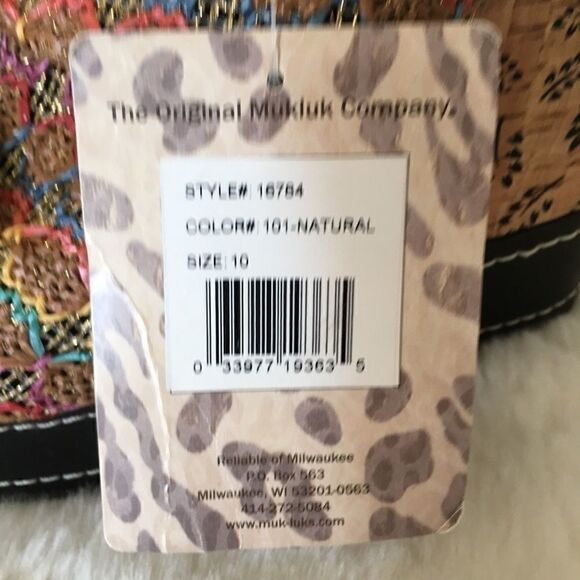 The Original Mukluk Company®
STYLE#: 16784
COLOR#: 101-NATURAL
SIZE: 10
0 33977 19363 5
Reliable of Milwaukee
P.O. Box 563
Milwaukee, WI 53201-0563
414-272-5084
www.muk-luks.com